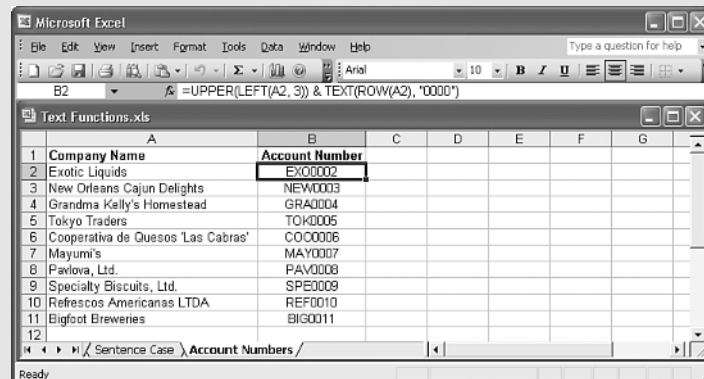 Microsoft Excel
File Edit View Insert Format Tools Data Window Help Type a question for help
Arial 10 B I U
B2 fx =UPPER(LEFT(A2, 3)) & TEXT(ROW(A2), "0000")
Text Functions.xls
A B C D E F G
1 Company Name Account Number
2 Exotic Liquids EXO0002
3 New Orleans Cajun Delights NEW0003
4 Grandma Kelly's Homestead GRA0004
5 Tokyo Traders TOK0005
6 Cooperativa de Quesos 'Las Cabras' COO0006
7 Mayumi's MAY0007
8 Pavlova, Ltd. PAV0008
9 Specialty Biscuits, Ltd. SPE0009
10 Refrescos Americanas LTDA REF0010
11 Bigfoot Breweries BIG0011
12
Sentence Case Account Numbers
Ready